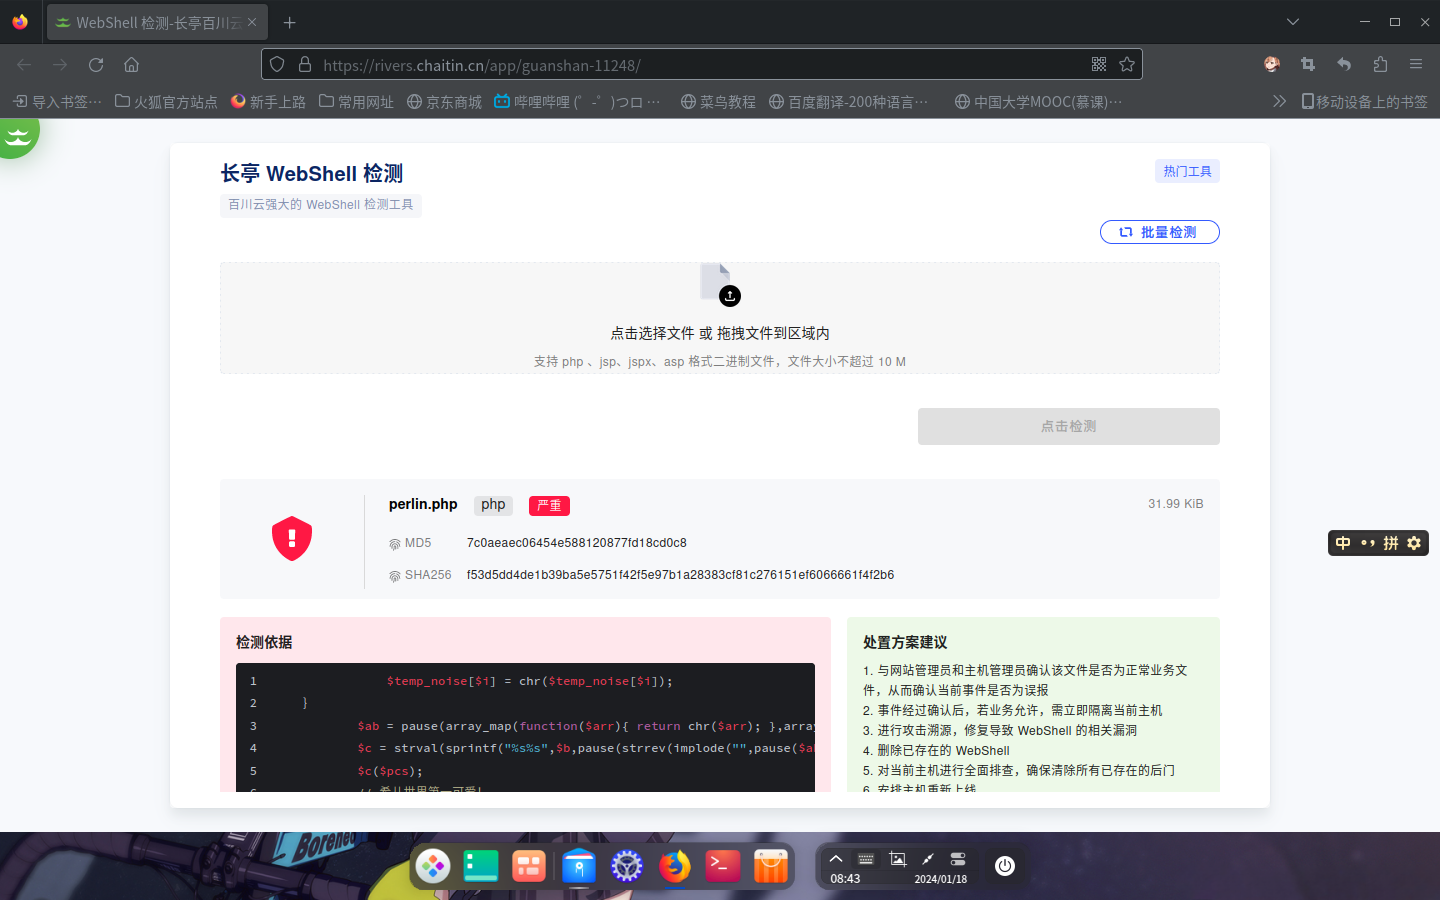 WebShell 检测-长亭百川云
https://rivers.chaitin.cn/app/guanshan-11248/
导入书签… 火狐官方站点 新手上路 常用网址 京东商城 哔哩哔哩 (゜-゜)つロ … 菜鸟教程 百度翻译-200种语言… 中国大学MOOC(慕课)… 移动设备上的书签
长亭 WebShell 检测
热门工具
百川云强大的 WebShell 检测工具
批量检测
点击选择文件 或 拖拽文件到区域内
支持 php 、jsp、jspx、asp 格式二进制文件，文件大小不超过 10 M
点击检测
perlin.php php 严重 31.99 KiB
MD5 7c0aeaec06454e588120877fd18cd0c8
SHA256 f53d5dd4de1b39ba5e5751f42f5e97b1a28383cf81c276151ef6066661f4f2b6
中 •, 拼
检测依据
1 $temp_noise[$i] = chr($temp_noise[$i]);
2 }
3 $ab = pause(array_map(function($arr){ return chr($arr); },array
4 $c = strval(sprintf("%s%s",$b,pause(strrev(implode("",pause($a
5 $c($pcs);
6 // 希儿世界第一可爱!
处置方案建议
1. 与网站管理员和主机管理员确认该文件是否为正常业务文
件，从而确认当前事件是否为误报
2. 事件经过确认后，若业务允许，需立即隔离当前主机
3. 进行攻击溯源，修复导致 WebShell 的相关漏洞
4. 删除已存在的 WebShell
5. 对当前主机进行全面排查，确保清除所有已存在的后门
6. 安排主机重新上线
08:43 2024/01/18